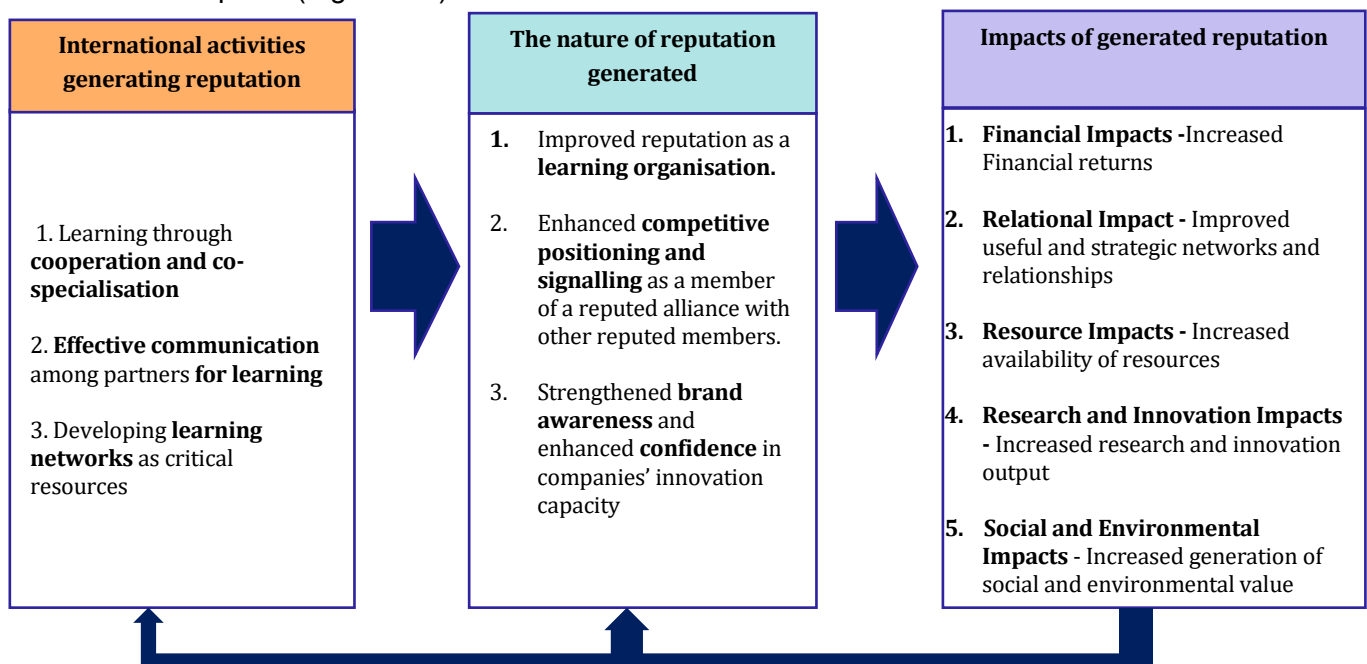 International activities
generating reputation
1. Learning through
cooperation and co-
specialisation
2. Effective communication
among partners for learning
3. Developing learning
networks as critical
resources
The nature of reputation
generated
1. Improved reputation as a
learning organisation.
2. Enhanced competitive
positioning and
signalling as a member
of a reputed alliance with
other reputed members.
3. Strengthened brand
awareness and
enhanced confidence in
companies’ innovation
capacity
Impacts of generated reputation
1. Financial Impacts -Increased
Financial returns
2. Relational Impact - Improved
useful and strategic networks and
relationships
3. Resource Impacts - Increased
availability of resources
4. Research and Innovation Impacts
- Increased research and innovation
output
5. Social and Environmental
Impacts - Increased generation of
social and environmental value